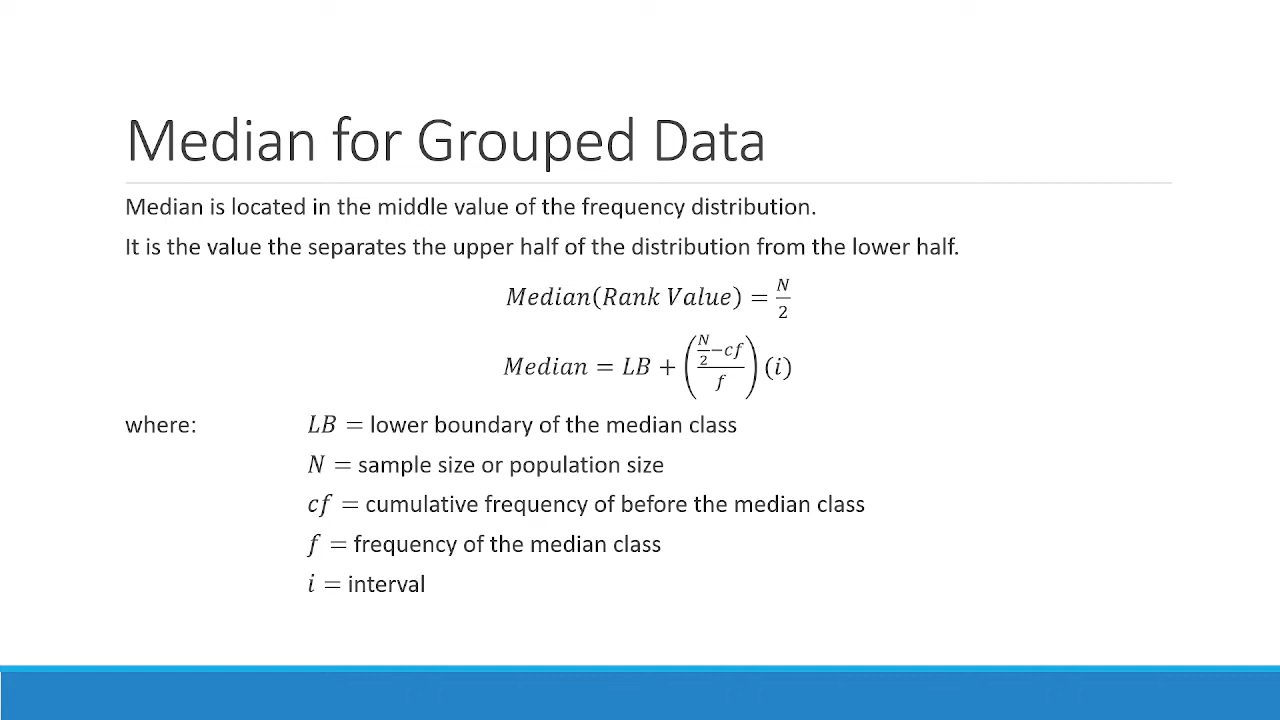 Median for Grouped Data
Median is located in the middle value of the frequency distribution.
It is the value the separates the upper half of the distribution from the lower half.
Median(Rank Value) = N/2
Median = LB + ((N/2 − cf)/f)(i)
where: LB = lower boundary of the median class
N = sample size or population size
cf = cumulative frequency of before the median class
f = frequency of the median class
i = interval